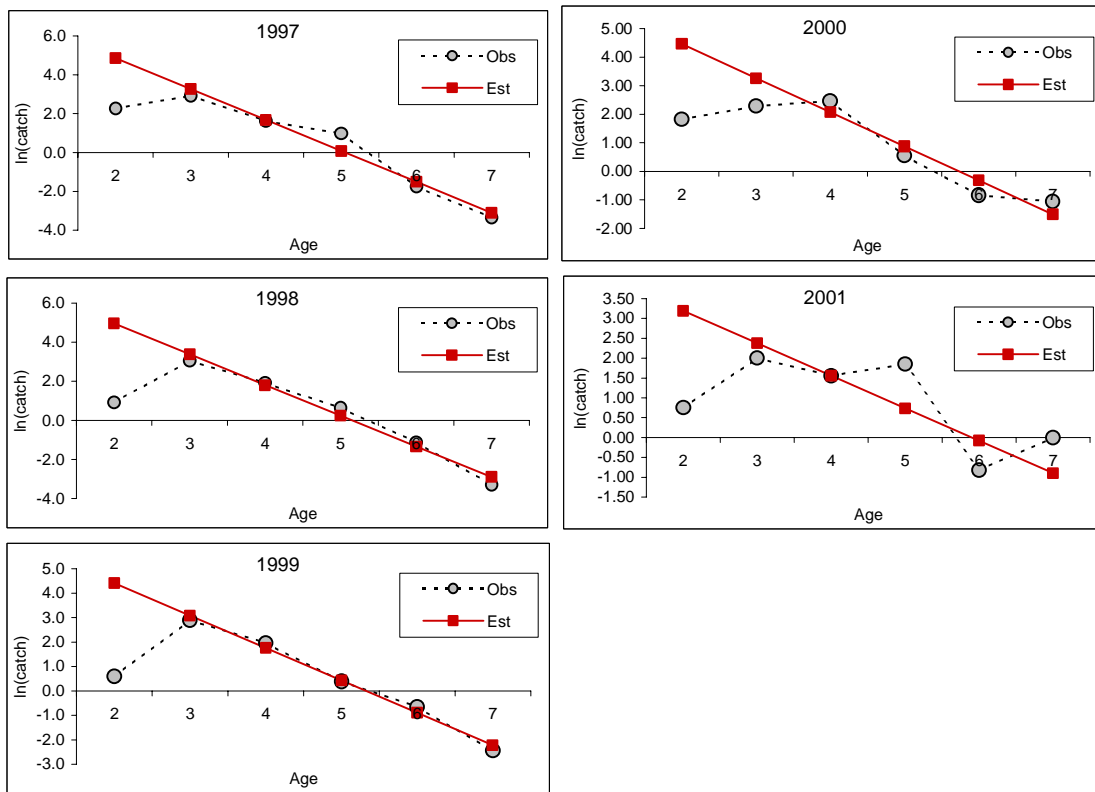 1997
6.0
4.0
2.0
0.0
-2.0
-4.0
ln(catch)
2 3 4 5 6 7
Age
Obs
Est
2000
5.00
4.00
3.00
2.00
1.00
0.00
-1.00
-2.00
ln(catch)
2 3 4 5 6 7
Age
Obs
Est
1998
6.0
4.0
2.0
0.0
-2.0
-4.0
ln(catch)
2 3 4 5 6 7
Age
Obs
Est
2001
3.50
3.00
2.50
2.00
1.50
1.00
0.50
0.00
-0.50
-1.00
-1.50
ln(catch)
2 3 4 5 6 7
Age
Obs
Est
1999
5.0
4.0
3.0
2.0
1.0
0.0
-1.0
-2.0
-3.0
ln(catch)
2 3 4 5 6 7
Age
Obs
Est